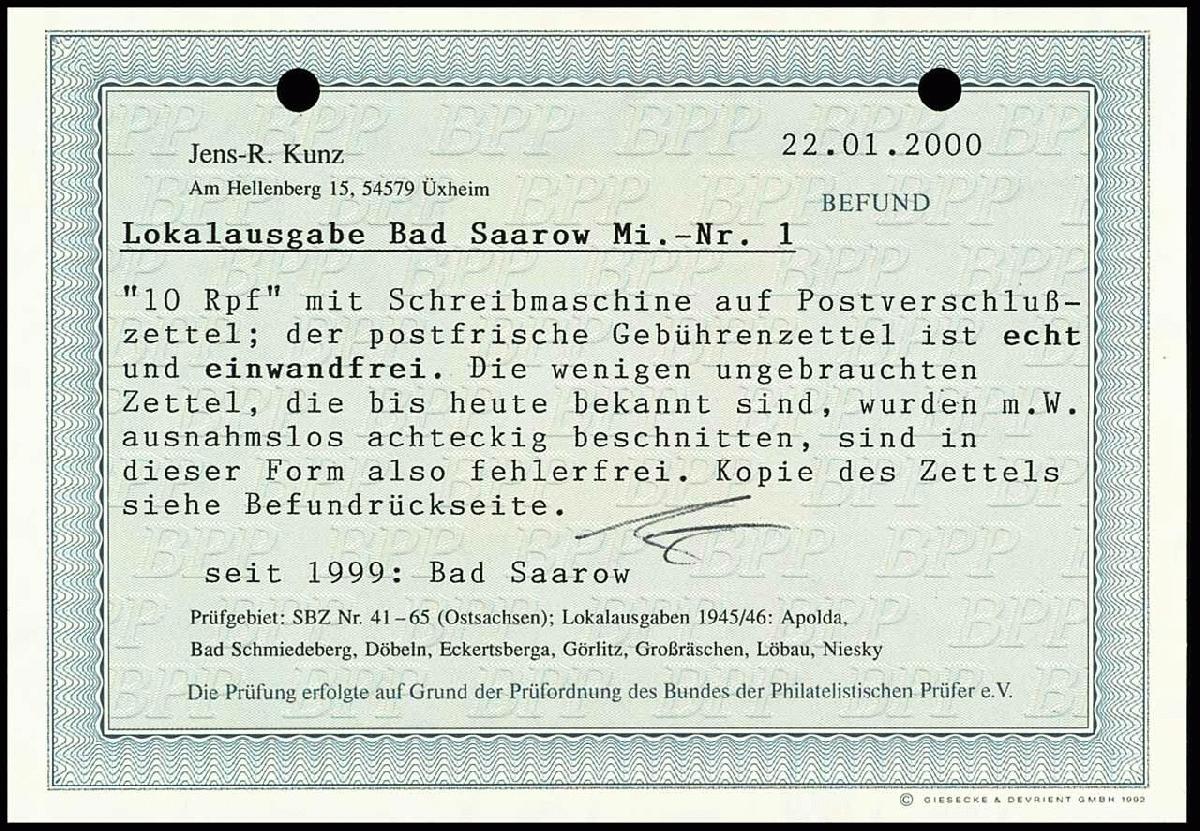 Jens-R. Kunz
22.01.2000
Am Hellenberg 15, 54579 Üxheim
BEFUND
Lokalausgabe Bad Saarow Mi.-Nr. 1
"10 Rpf" mit Schreibmaschine auf Postverschluß-
zettel; der postfrische Gebührenzettel ist echt
und einwandfrei. Die wenigen ungebrauchten
Zettel, die bis heute bekannt sind, wurden m.W.
ausnahmslos achteckig beschnitten, sind in
dieser Form also fehlerfrei. Kopie des Zettels
siehe Befundrückseite.
seit 1999: Bad Saarow
Prüfgebiet: SBZ Nr. 41–65 (Ostsachsen); Lokalausgaben 1945/46: Apolda,
Bad Schmiedeberg, Döbeln, Eckertsberga, Görlitz, Großräschen, Löbau, Niesky
Die Prüfung erfolgte auf Grund der Prüfordnung des Bundes der Philatelistischen Prüfer e.V.
© GIESECKE & DEVRIENT GMBH 1992